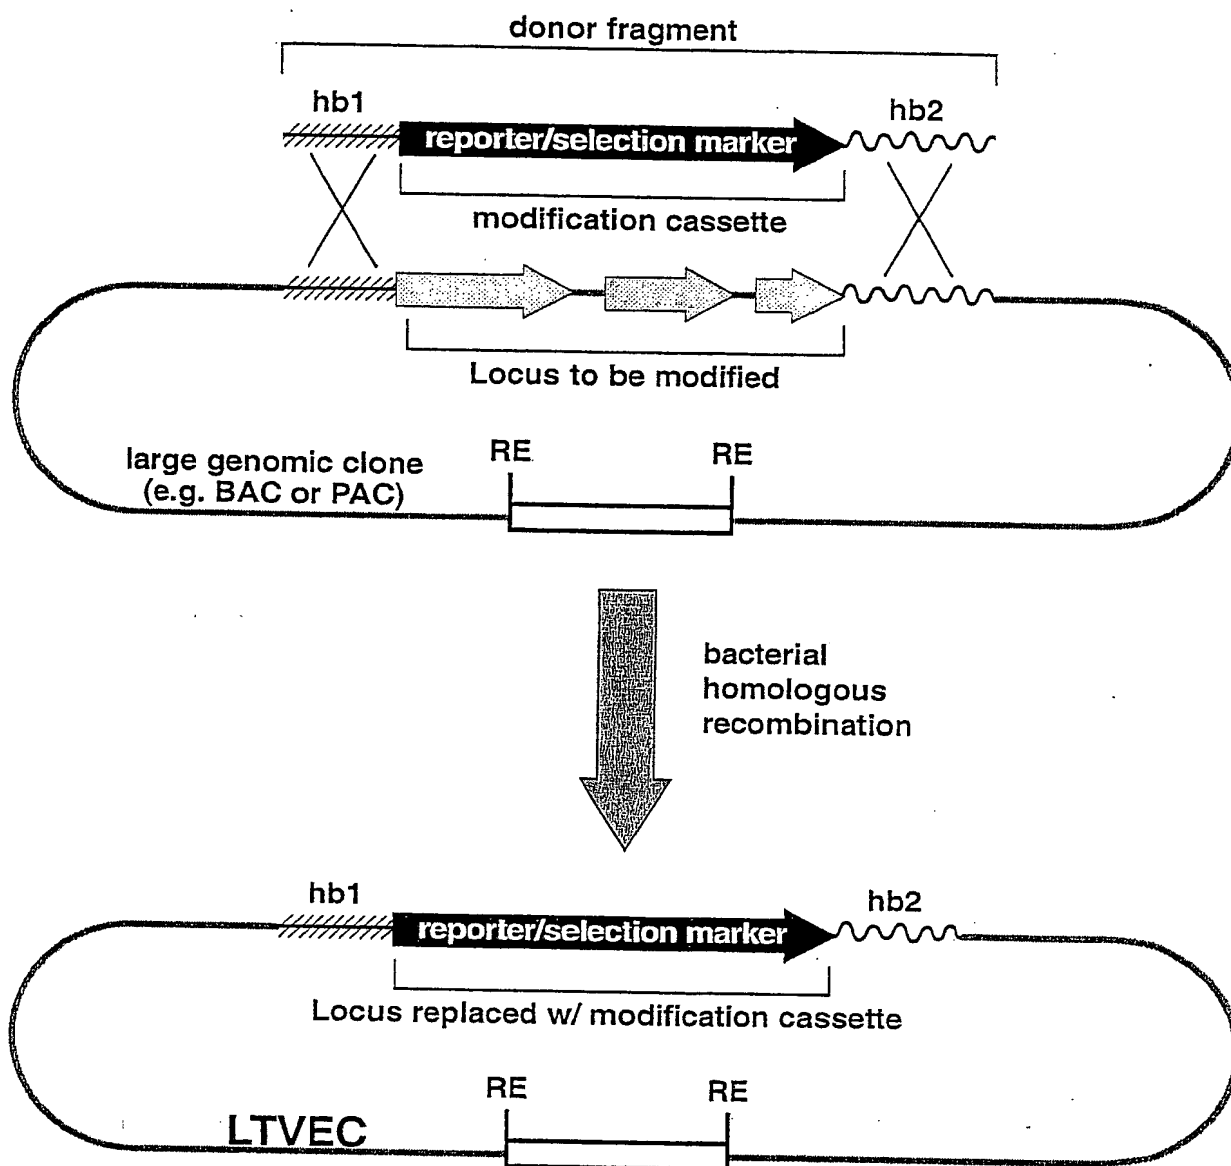 donor fragment
hb1
hb2
reporter/selection marker
modification cassette
Locus to be modified
large genomic clone
(e.g. BAC or PAC)
RE
RE
bacterial
homologous
recombination
hb1
hb2
reporter/selection marker
Locus replaced w/ modification cassette
RE
RE
LTVEC